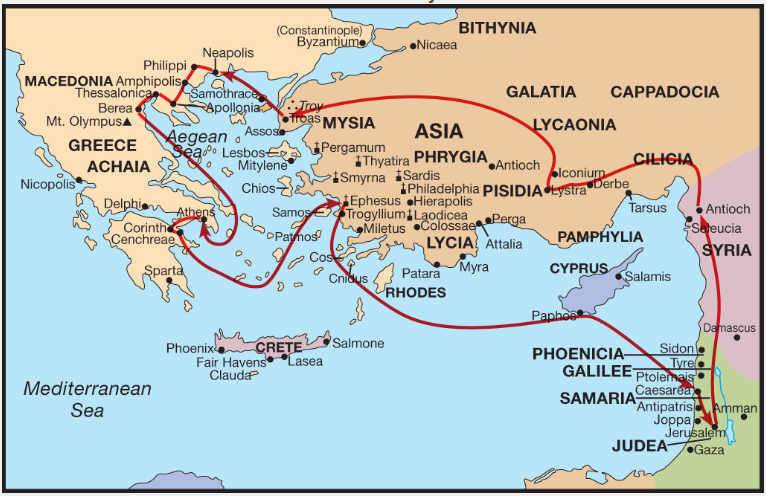 (Constantinople)
Byzantium
Nicaea
BITHYNIA
Neapolis
Philippi
MACEDONIA
Amphipolis
Thessalonica
Samothrace
Apollonia
Berea
Mt. Olympus
Troy
Troas
Assos
MYSIA
ASIA
GALATIA
CAPPADOCIA
LYCAONIA
GREECE
ACHAIA
Aegean
Sea
Lesbos
Mitylene
Pergamum
Thyatira
PHRYGIA
Antioch
Iconium
CILICIA
Nicopolis
Chios
Smyrna
Sardis
Philadelphia
PISIDIA
Lystra
Derbe
Delphi
Athens
Samos
Ephesus
Hierapolis
Tarsus
Antioch
Corinth
Cenchreae
Trogyllium
Laodicea
Colossae
Perga
Seleucia
Patmos
Miletus
LYCIA
Attalia
PAMPHYLIA
SYRIA
Sparta
Cos
Cnidus
Patara
Myra
CYPRUS
Salamis
RHODES
Paphos
Damascus
Phoenix
CRETE
Salmone
Fair Havens
Lasea
Clauda
PHOENICIA
Sidon
Tyre
GALILEE
Ptolemais
Caesarea
SAMARIA
Antipatris
Amman
Joppa
Jerusalem
JUDEA
Gaza
Mediterranean
Sea